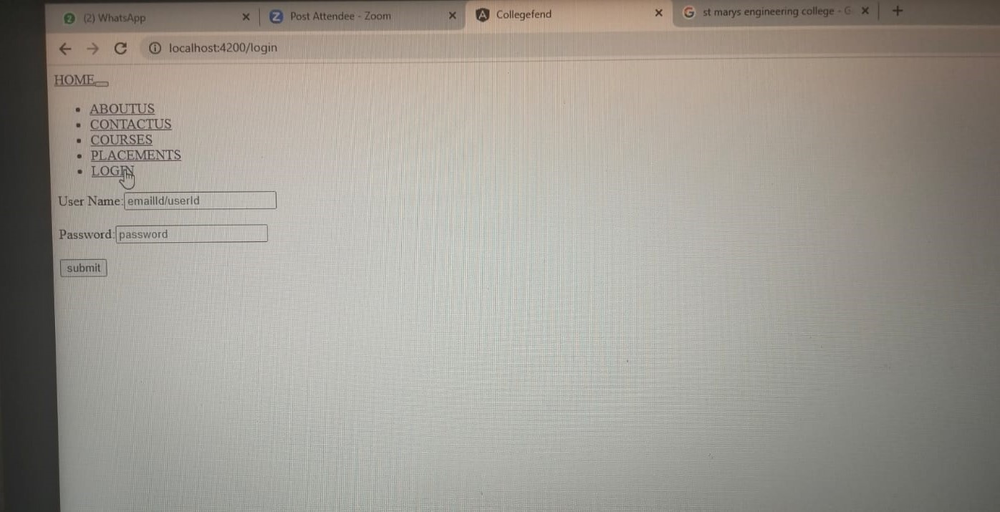 2 (2) WhatsApp Z Post Attendee - Zoom A Collegefend G st marys engineering college - G
localhost:4200/login
HOME
ABOUTUS
CONTACTUS
COURSES
PLACEMENTS
LOGIN
User Name: emailId/userId
Password: password
submit